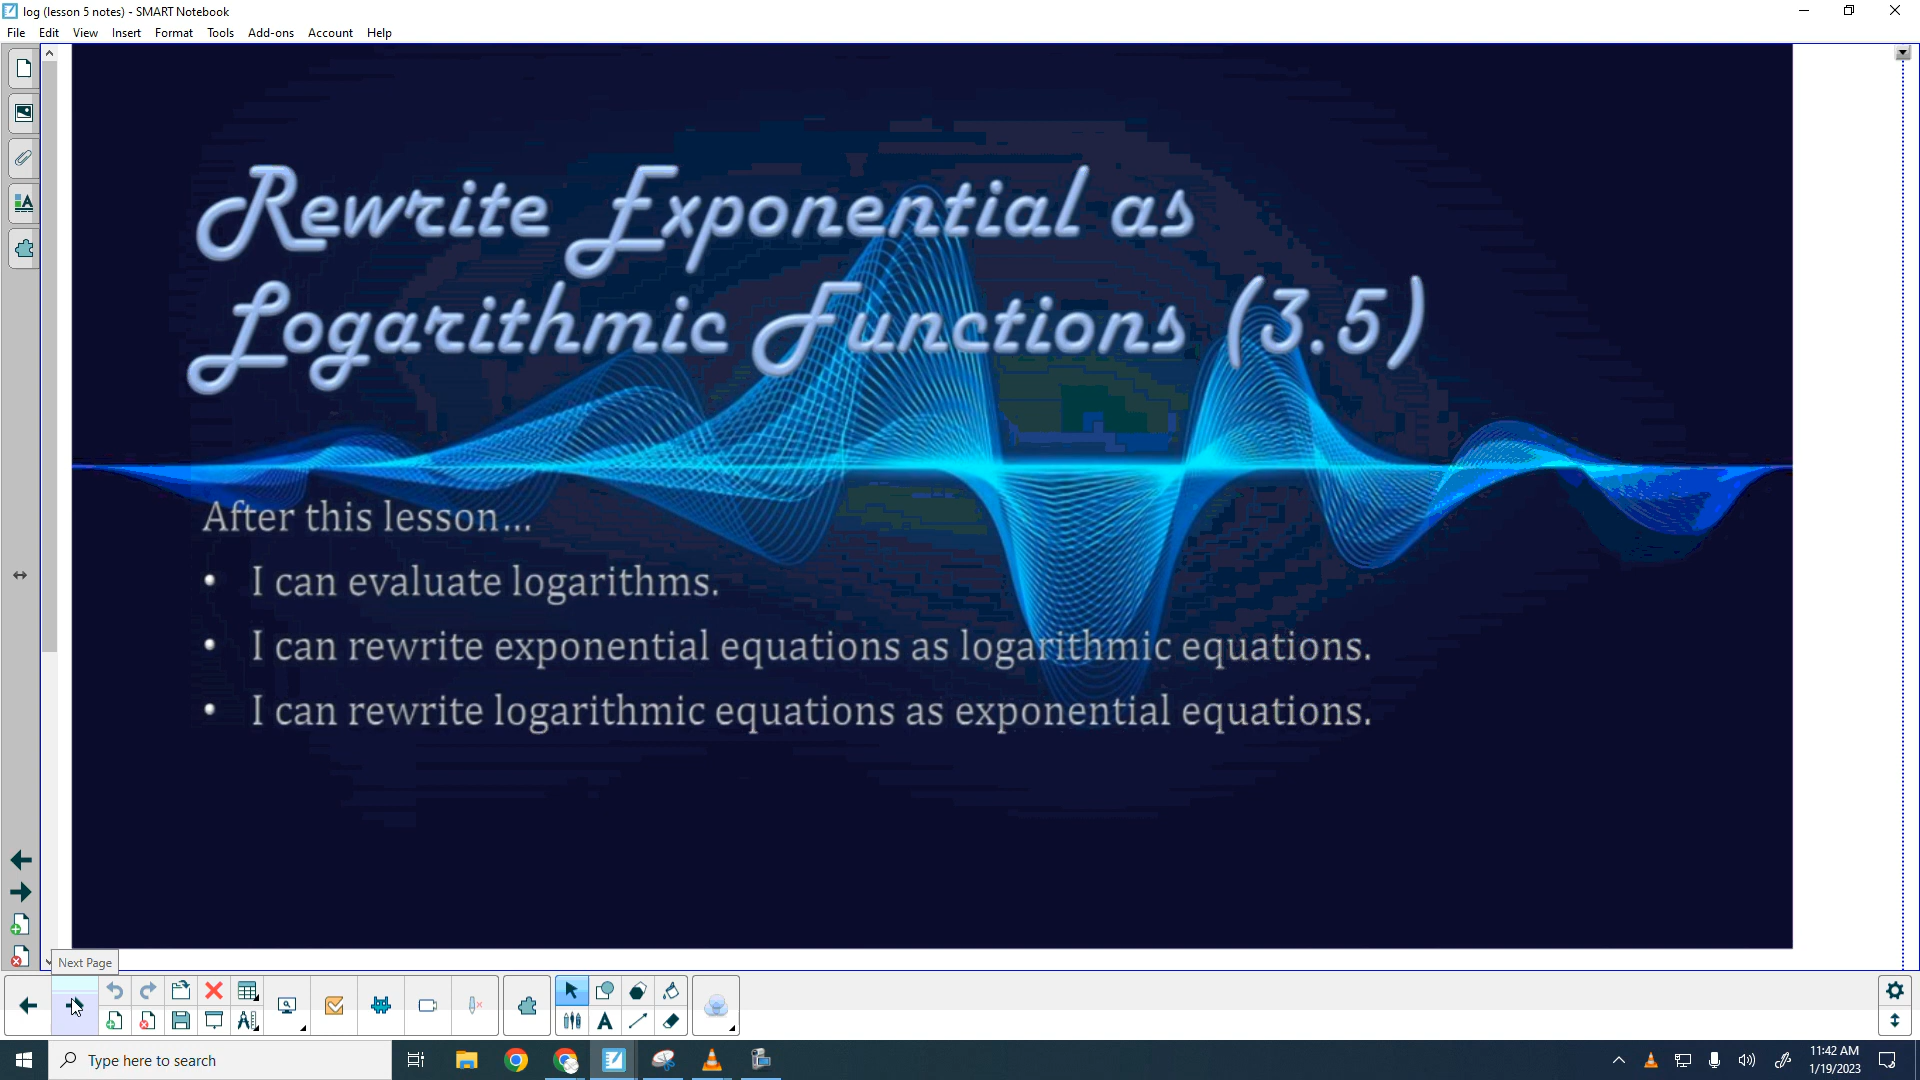 log (lesson 5 notes) - SMART Notebook
File Edit View Insert Format Tools Add-ons Account Help
Rewrite Exponential as
Logarithmic Functions (3.5)
After this lesson...
• I can evaluate logarithms.
• I can rewrite exponential equations as logarithmic equations.
• I can rewrite logarithmic equations as exponential equations.
Next Page
Type here to search
11:42 AM
1/19/2023